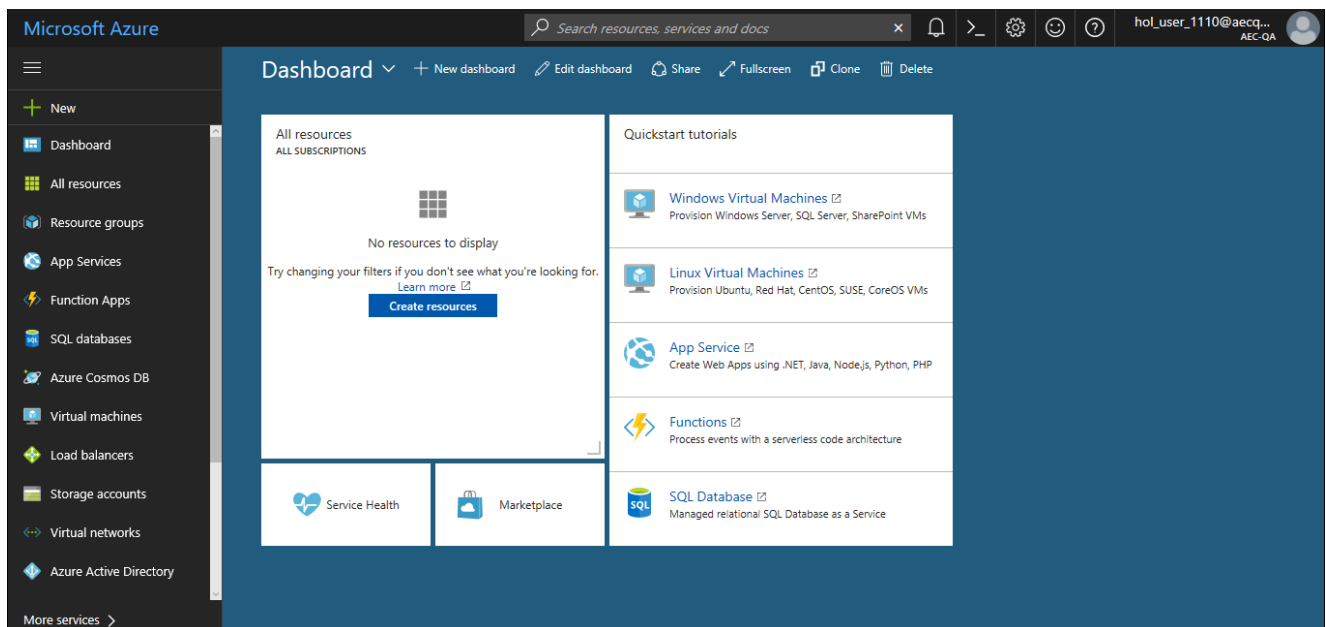 Microsoft Azure
Search resources, services and docs
hol_user_1110@aecq...
AEC-QA
Dashboard
New dashboard
Edit dashboard
Share
Fullscreen
Clone
Delete
New
Dashboard
All resources
Resource groups
App Services
Function Apps
SQL databases
Azure Cosmos DB
Virtual machines
Load balancers
Storage accounts
Virtual networks
Azure Active Directory
More services
All resources
ALL SUBSCRIPTIONS
No resources to display
Try changing your filters if you don't see what you're looking for.
Learn more
Create resources
Service Health
Marketplace
Quickstart tutorials
Windows Virtual Machines
Provision Windows Server, SQL Server, SharePoint VMs
Linux Virtual Machines
Provision Ubuntu, Red Hat, CentOS, SUSE, CoreOS VMs
App Service
Create Web Apps using .NET, Java, Node.js, Python, PHP
Functions
Process events with a serverless code architecture
SQL
SQL Database
Managed relational SQL Database as a Service